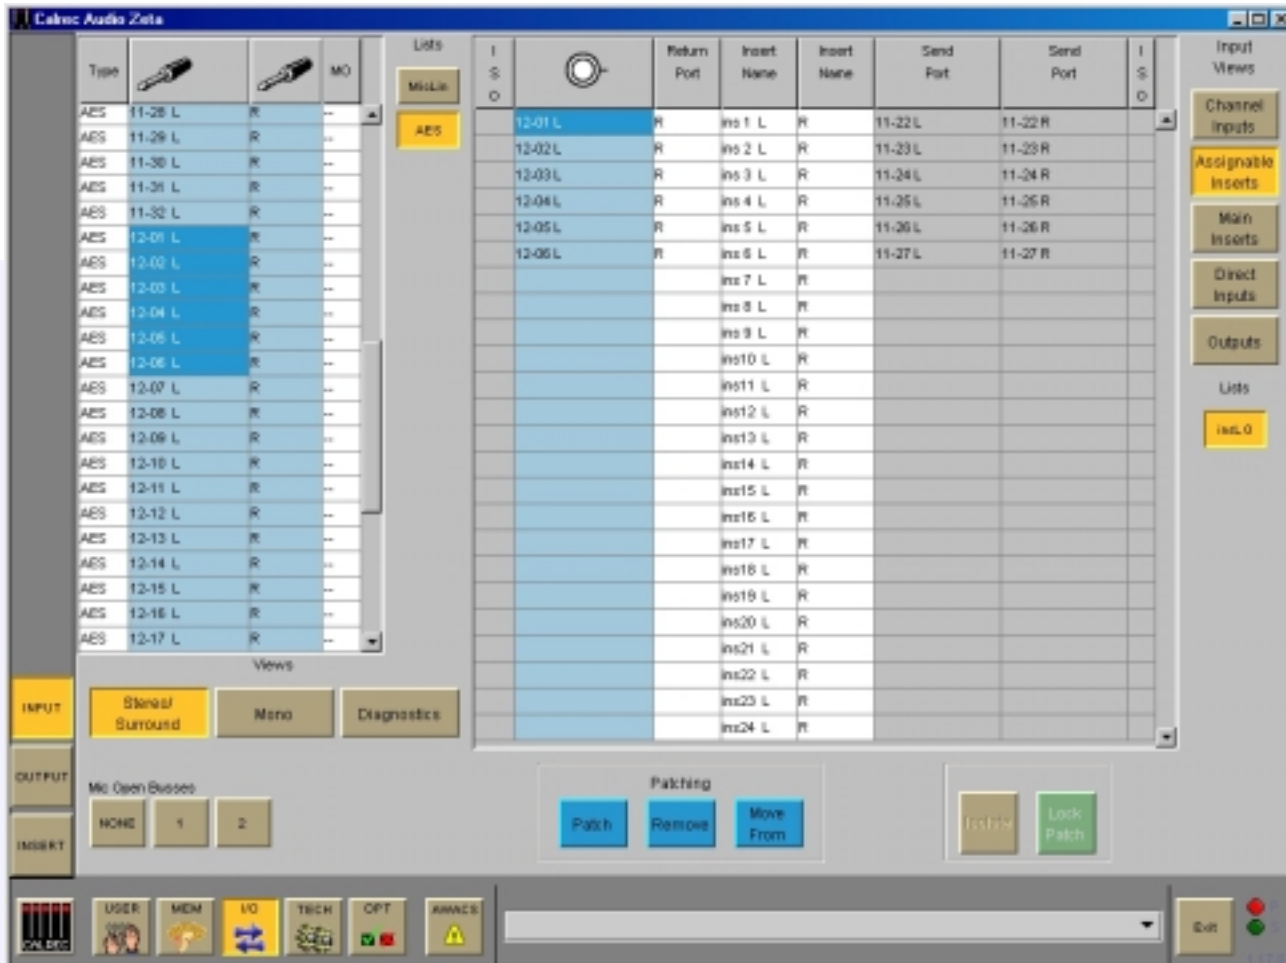 Calrec Audio Zeta
Type MO
AES 11-28 L R --
AES 11-29 L R --
AES 11-30 L R --
AES 11-31 L R --
AES 11-32 L R --
AES 12-01 L R --
AES 12-02 L R --
AES 12-03 L R --
AES 12-04 L R --
AES 12-05 L R --
AES 12-06 L R --
AES 12-07 L R --
AES 12-08 L R --
AES 12-09 L R --
AES 12-10 L R --
AES 12-11 L R --
AES 12-12 L R --
AES 12-13 L R --
AES 12-14 L R --
AES 12-15 L R --
AES 12-16 L R --
AES 12-17 L R --
Lists
MicLin
AES
I S O Return Port Insert Name Insert Name Send Port Send Port I S O
12-01 L R ins 1 L R 11-22 L 11-22 R
12-02 L R ins 2 L R 11-23 L 11-23 R
12-03 L R ins 3 L R 11-24 L 11-24 R
12-04 L R ins 4 L R 11-25 L 11-25 R
12-05 L R ins 5 L R 11-26 L 11-26 R
12-06 L R ins 6 L R 11-27 L 11-27 R
ins 7 L R
ins 8 L R
ins 9 L R
ins10 L R
ins11 L R
ins12 L R
ins13 L R
ins14 L R
ins15 L R
ins16 L R
ins17 L R
ins18 L R
ins19 L R
ins20 L R
ins21 L R
ins22 L R
ins23 L R
ins24 L R
Input
Views
Channel
Inputs
Assignable
Inserts
Main
Inserts
Direct
Inputs
Outputs
Lists
Views
Stereo/
Surround
Mono
Diagnostics
INPUT
OUTPUT
INSERT
Mic Open Busses
NONE 1 2
Patching
Patch
Remove
Move
From
Isolate
Lock
Patch
CALREC
USER MEM I/O TECH OPT AWACS
Exit